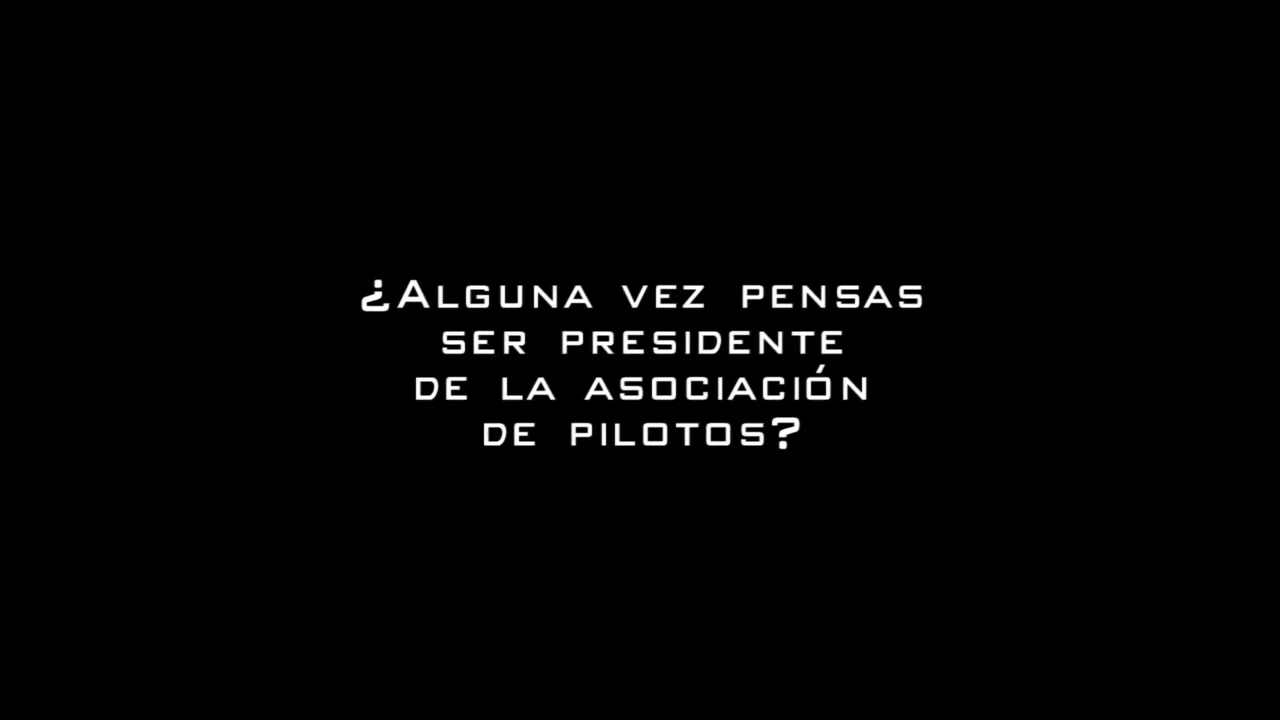 ¿Alguna vez pensas
ser presidente
de la asociación
de pilotos?